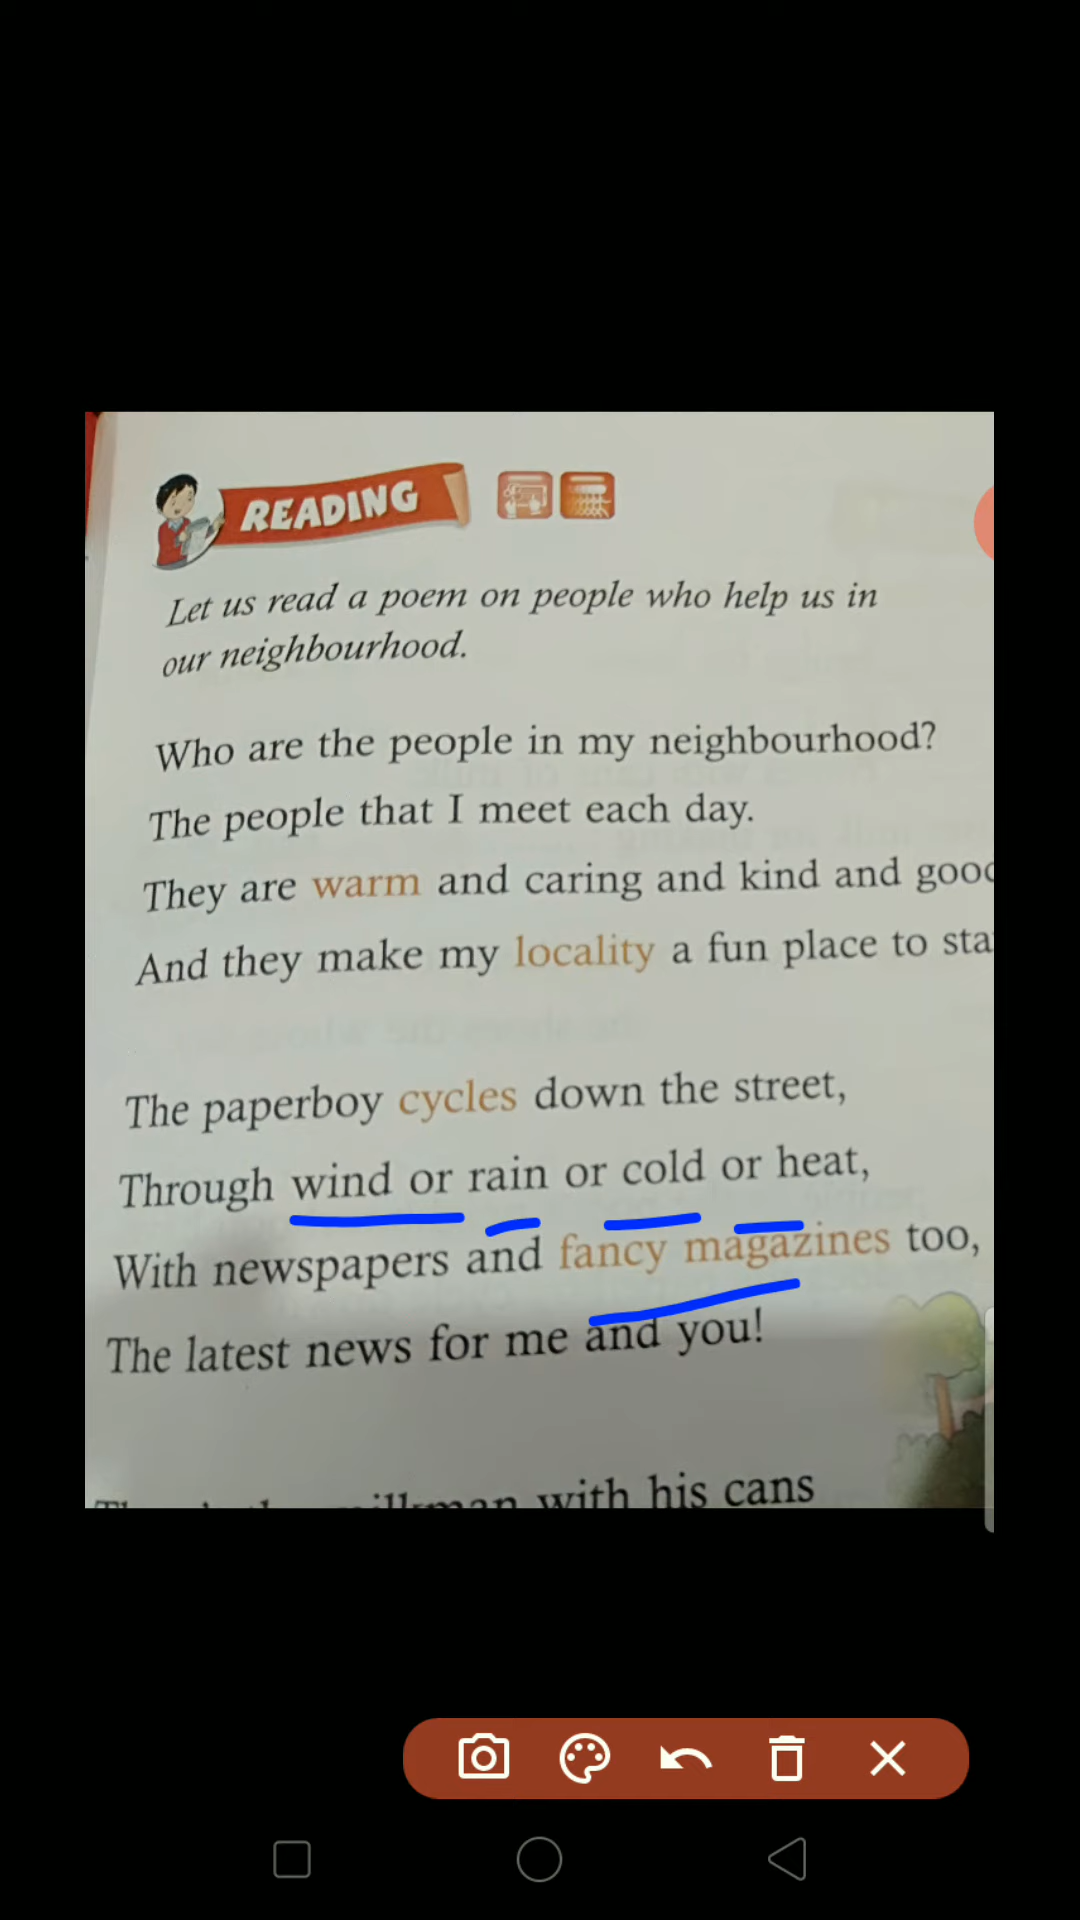 READING
Let us read a poem on people who help us in
our neighbourhood.
Who are the people in my neighbourhood?
The people that I meet each day.
They are warm and caring and kind and good
And they make my locality a fun place to
The paperboy cycles down the street,
Through wind or rain or cold or heat,
With newspapers and fancy magazines too,
The latest news for me and you!
milkman with his cans